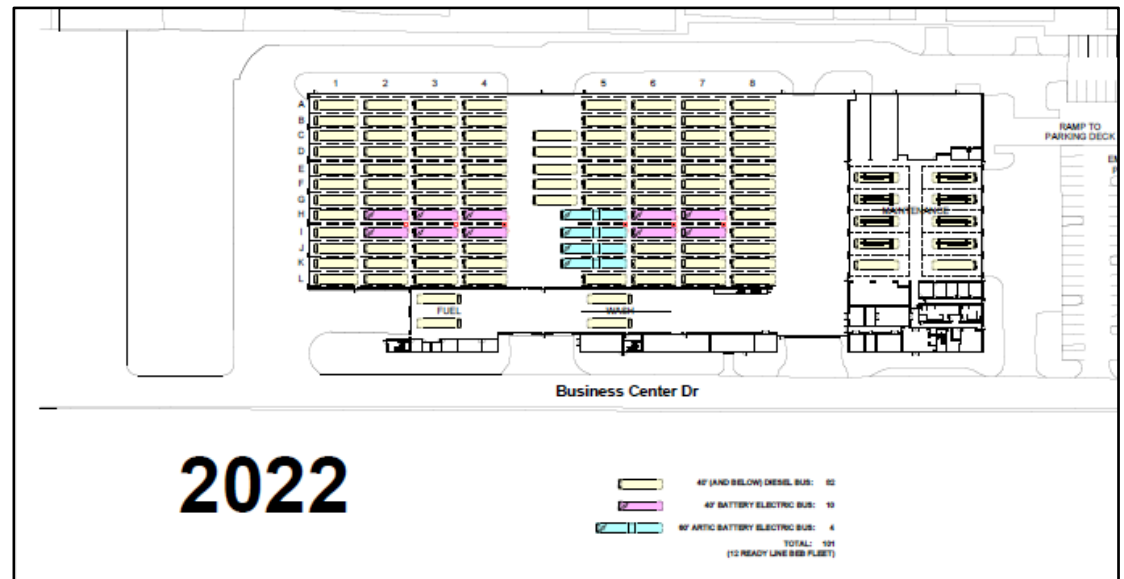 1 2 3 4 5 6 7 8
A
B
C
D
E
F
G
H
I
J
K
L
RAMP TO
PARKING DECK
MAINTENANCE
FUEL
WASH
Business Center Dr
2022
40' (AND BELOW) DIESEL BUS: 82
40' BATTERY ELECTRIC BUS: 10
60' ARTIC BATTERY ELECTRIC BUS: 4
TOTAL: 101
(12 READY LINE BEB FLEET)